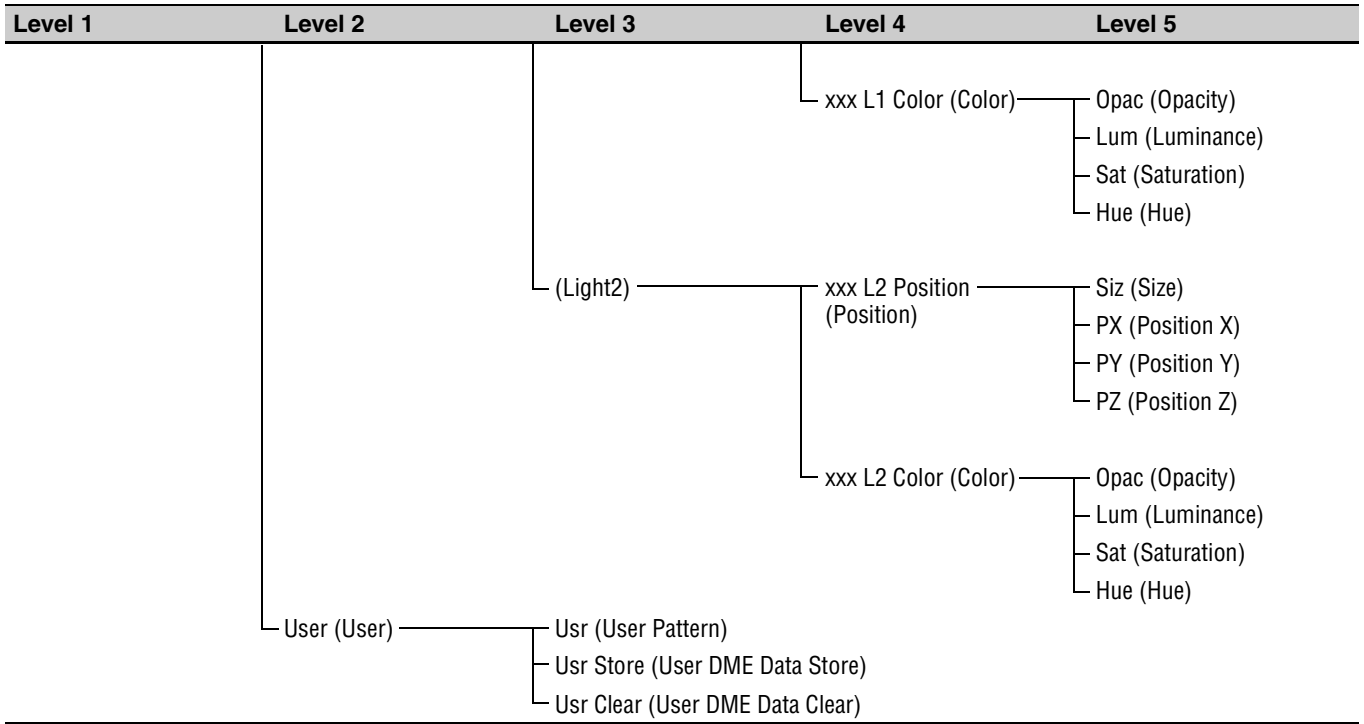 Level 1 Level 2 Level 3 Level 4 Level 5
xxx L1 Color (Color) Opac (Opacity)
Lum (Luminance)
Sat (Saturation)
Hue (Hue)
(Light2) xxx L2 Position Siz (Size)
(Position) PX (Position X)
PY (Position Y)
PZ (Position Z)
xxx L2 Color (Color) Opac (Opacity)
Lum (Luminance)
Sat (Saturation)
Hue (Hue)
User (User) Usr (User Pattern)
Usr Store (User DME Data Store)
Usr Clear (User DME Data Clear)